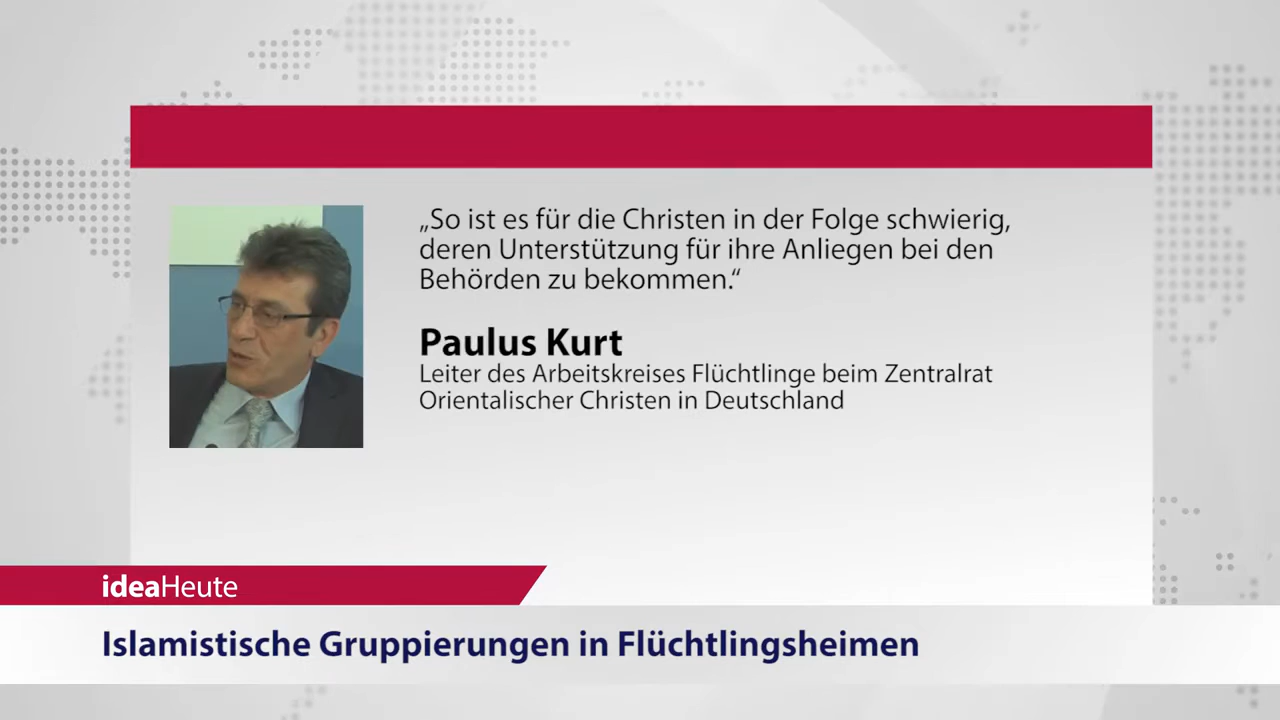 „So ist es für die Christen in der Folge schwierig,
deren Unterstützung für ihre Anliegen bei den
Behörden zu bekommen.“
Paulus Kurt
Leiter des Arbeitskreises Flüchtlinge beim Zentralrat
Orientalischer Christen in Deutschland
ideaHeute
Islamistische Gruppierungen in Flüchtlingsheimen